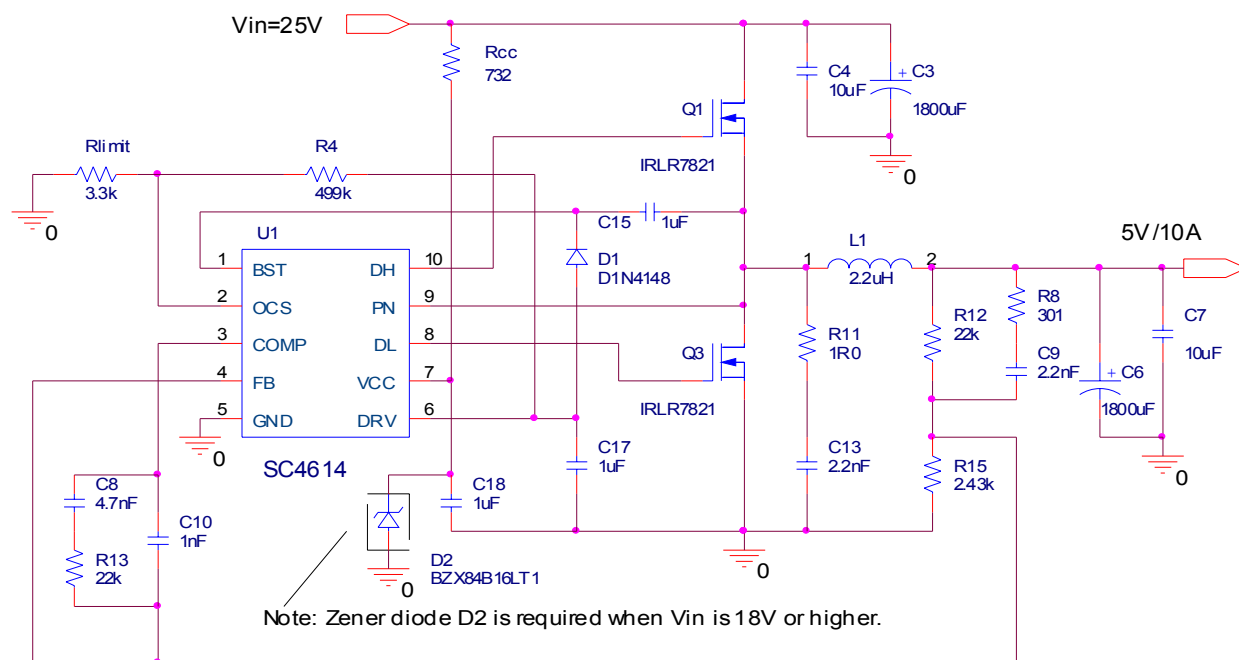 Vin=25V
Rcc
732
C4
10uF
+
C3
1800uF
0
Q1
IRLR7821
Rlimit
3.3k
0
R4
499k
C15
1uF
D1
D1N4148
U1
1
BST
DH
10
2
OCS
PN
9
3
COMP
DL
8
4
FB
VCC
7
5
GND
DRV
6
SC4614
0
Q3
IRLR7821
1
L1
2
2.2uH
5V/10A
R11
1R0
C13
2.2nF
R12
22k
R8
301
C9
2.2nF
+
C6
1800uF
C7
10uF
0
R15
2.43k
C17
1uF
C18
1uF
0
C8
4.7nF
R13
22k
C10
1nF
D2
BZX84B16LT1
0
Note: Zener diode D2 is required when Vin is 18V or higher.